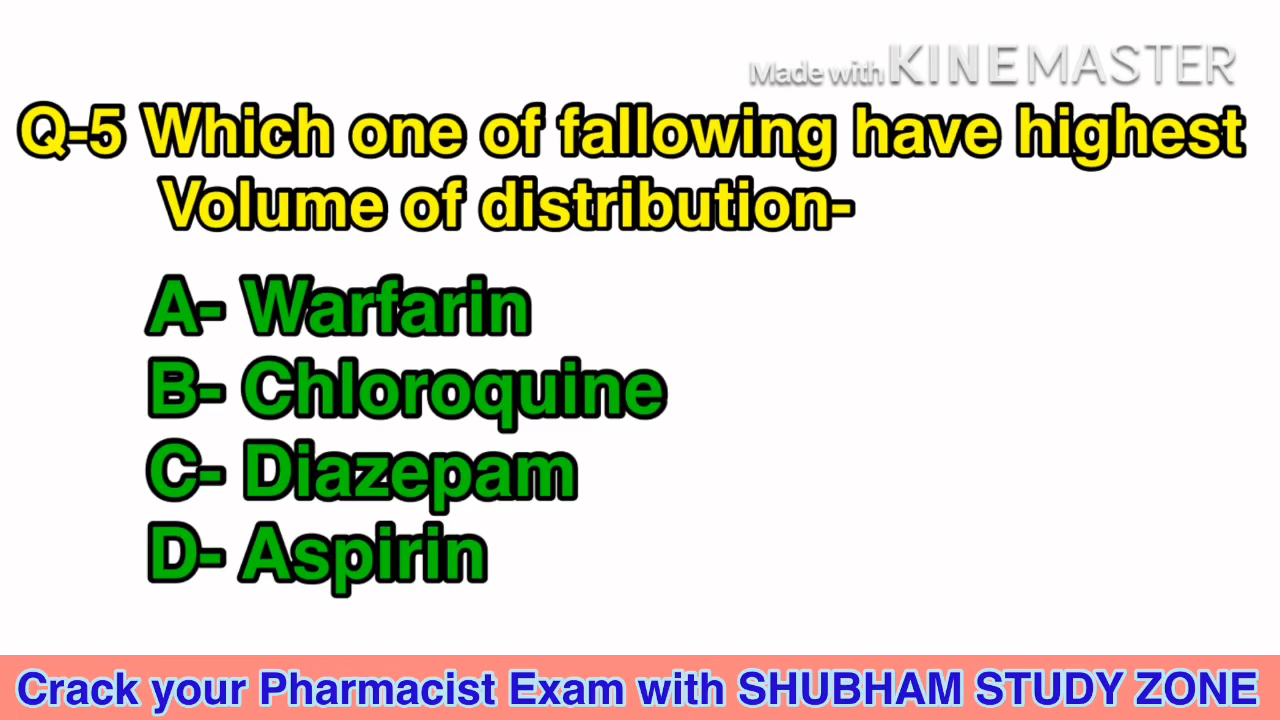 Made with KINEMASTER
Q-5 Which one of fallowing have highest
Volume of distribution-
A- Warfarin
B- Chloroquine
C- Diazepam
D- Aspirin
Crack your Pharmacist Exam with SHUBHAM STUDY ZONE